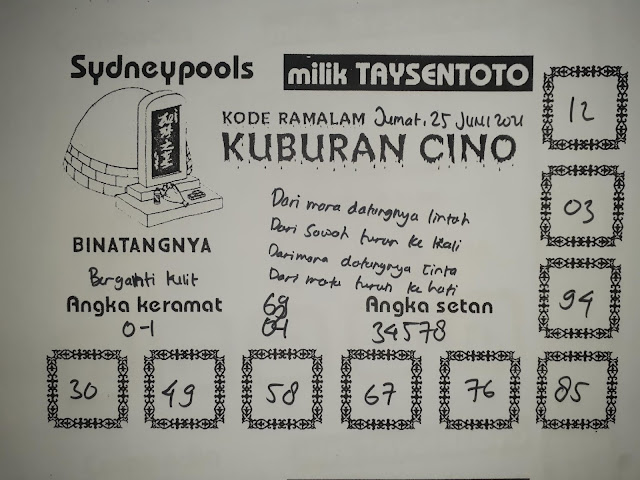 Sydneypools
milik TAYSENTOTO
KODE RAMALAM Jumat, 25 Juni 2021
KUBURAN CINO
12
03
94
Dari mana datangnya lintah
Dari Sawah turun ke Kali
Darimana datangnya Cinta
Dari mata turun ke hati
BINATANGNYA
Berganti kulit
Angka keramat
0-1
69
04
Angka setan
34578
30 49 58 67 76 85